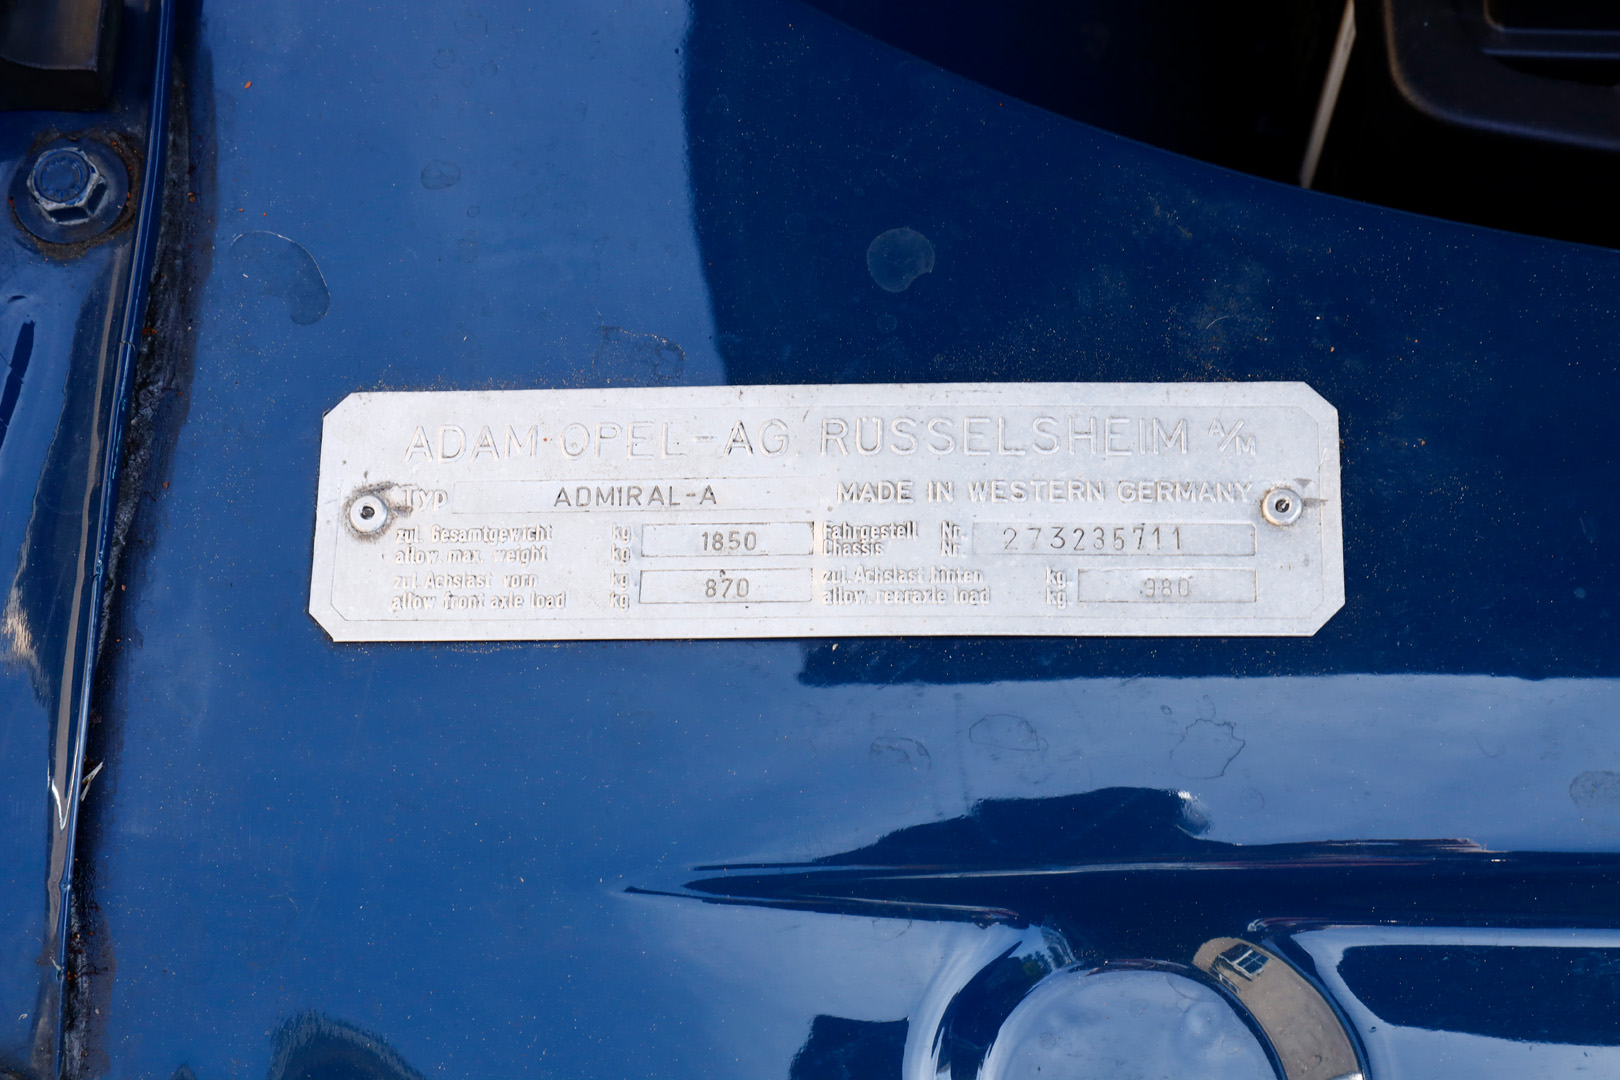 ADAM OPEL-AG RÜSSELSHEIM A/M
Typ ADMIRAL-A MADE IN WESTERN GERMANY
zul. Gesamtgewicht kg 1850 Fahrgestell Nr.
allow. max. weight kg Chassis Nr. 273235711
zul. Achslast vorn kg 870 zul. Achslast hinten kg 980
allow front axle load kg allow. rearaxle load kg